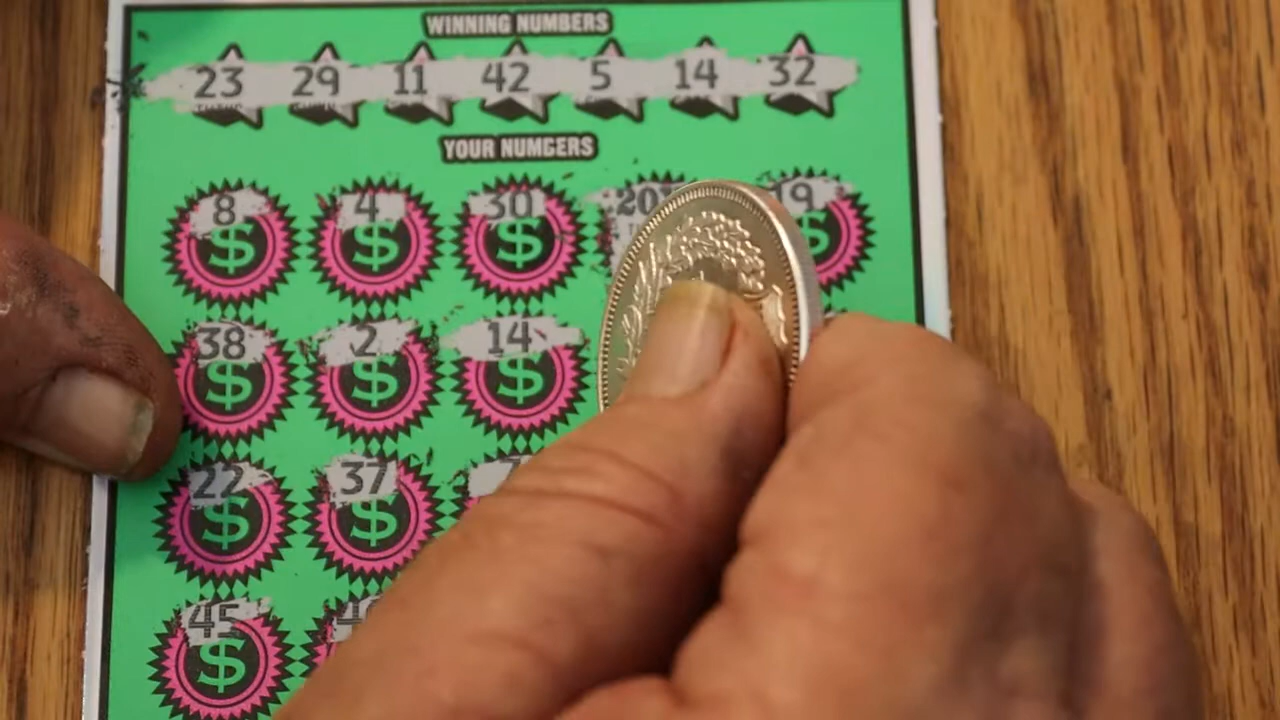 WINNING NUMBERS
23 29 11 42 5 14 32
YOUR NUMBERS
8 4 30 19
$ $ $ $
38 2 14
$ $ $
22 37
$ $
45
$